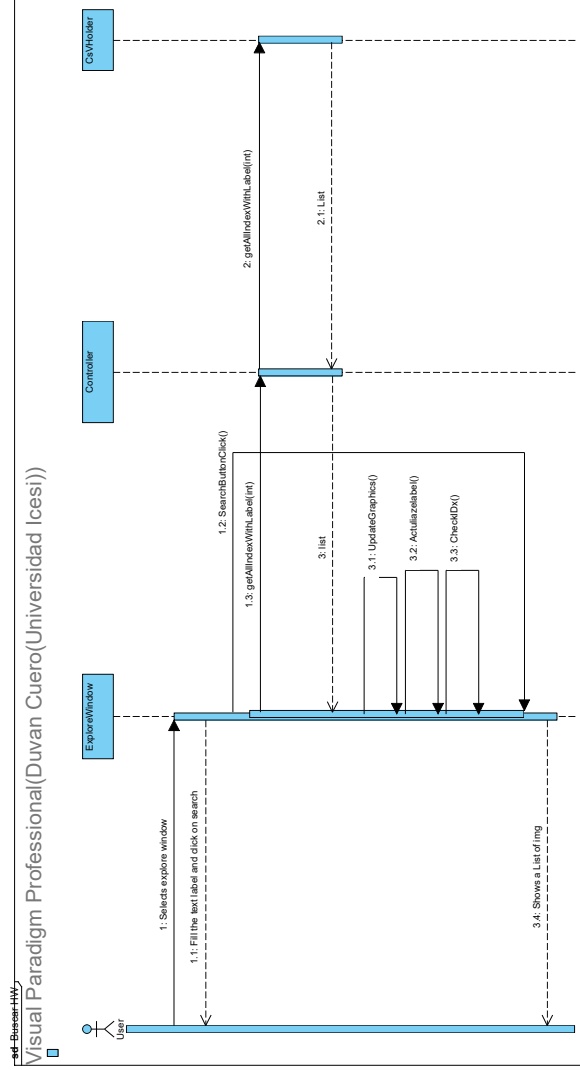 sd Buscar HW
Visual Paradigm Professional(Duvan Cuero(Universidad Icesi))
User
ExploreWindow
Controller
CsVHolder
1: Selects explore window
1.1: Fill the text label and click on search
1.2: SearchButtonClick()
1.3: getAllIndexWithLabel(int)
2: getAllIndexWithLabel(int)
2.1: List
3: list
3.1: UpdateGraphics()
3.2: Actuliazelabel()
3.3: CheckIDx()
3.4: Shows a List of img